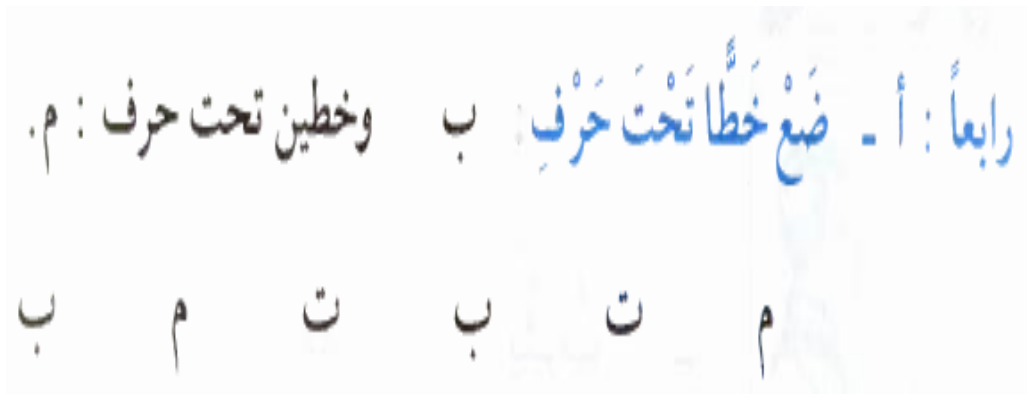 رابعاً : أ - ضَعْ خَطًّا تَحْتَ حَرْفِ : ب وخطين تحت حرف : م.
م ت ب ت م ب